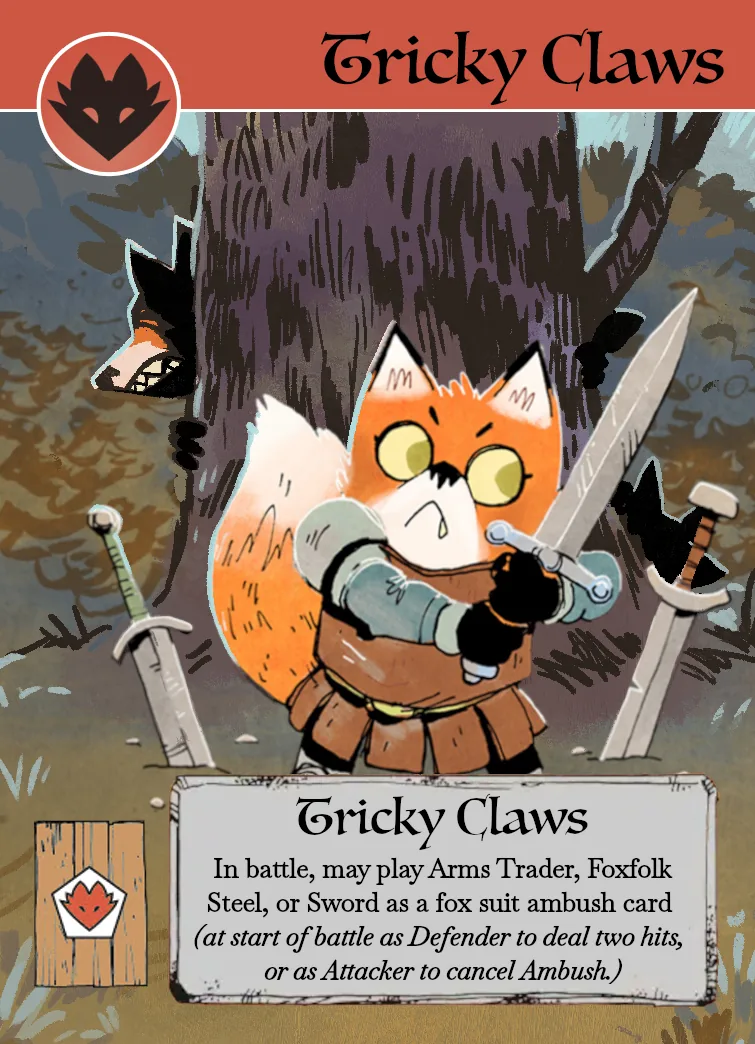 Tricky Claws
Tricky Claws
In battle, may play Arms Trader, Foxfolk
Steel, or Sword as a fox suit ambush card
(at start of battle as Defender to deal two hits,
or as Attacker to cancel Ambush.)